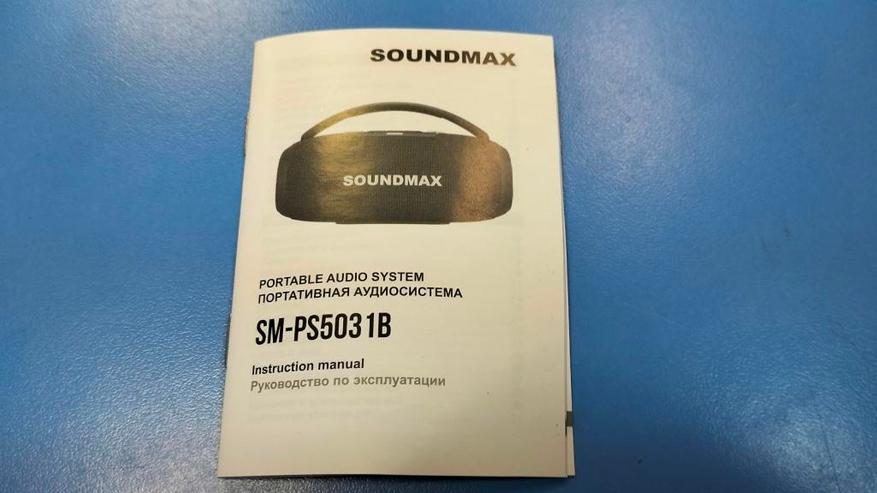 SOUNDMAX
SOUNDMAX
PORTABLE AUDIO SYSTEM
ПОРТАТИВНАЯ АУДИОСИСТЕМА
SM-PS5031B
Instruction manual
Руководство по эксплуатации